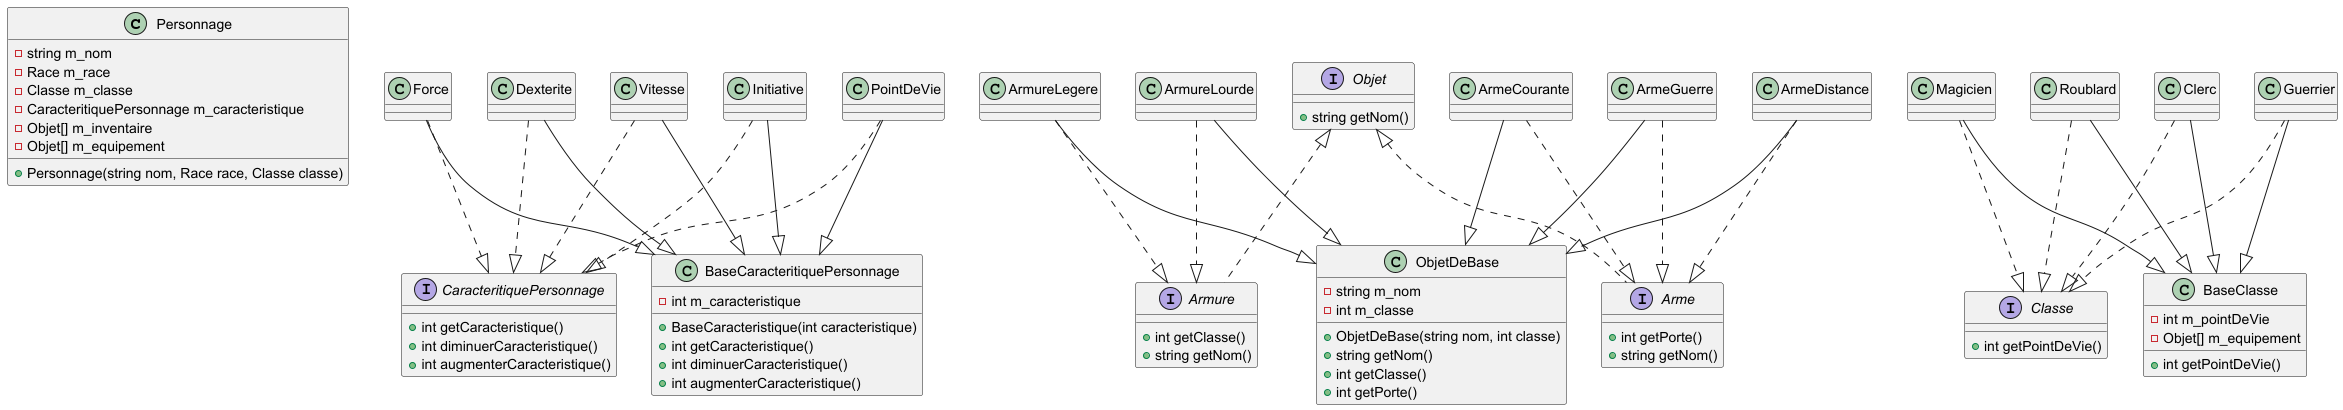 Personnage
string m_nom
Race m_race
Classe m_classe
CaracteritiquePersonnage m_caracteristique
Objet[] m_inventaire
Objet[] m_equipement
Personnage(string nom, Race race, Classe classe)
Force
Dexterite
Vitesse
Initiative
PointDeVie
ArmureLegere
ArmureLourde
Objet
string getNom()
ArmeCourante
ArmeGuerre
ArmeDistance
Magicien
Roublard
Clerc
Guerrier
CaracteritiquePersonnage
int getCaracteristique()
int diminuerCaracteristique()
int augmenterCaracteristique()
BaseCaracteritiquePersonnage
int m_caracteristique
BaseCaracteristique(int caracteristique)
int getCaracteristique()
int diminuerCaracteristique()
int augmenterCaracteristique()
Armure
int getClasse()
string getNom()
ObjetDeBase
string m_nom
int m_classe
ObjetDeBase(string nom, int classe)
string getNom()
int getClasse()
int getPorte()
Arme
int getPorte()
string getNom()
Classe
int getPointDeVie()
BaseClasse
int m_pointDeVie
Objet[] m_equipement
int getPointDeVie()